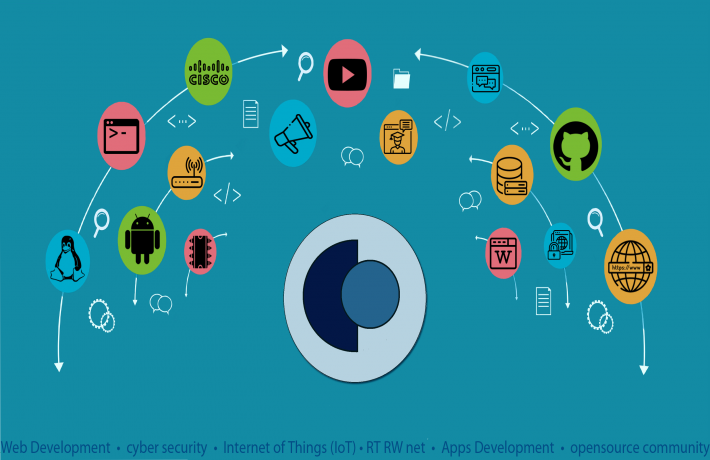 CISCO
>-
<...>
</>
<...>
</>
W
https://www
Web Development • cyber security • Internet of Things (IoT) • RT RW net • Apps Development • opensource community